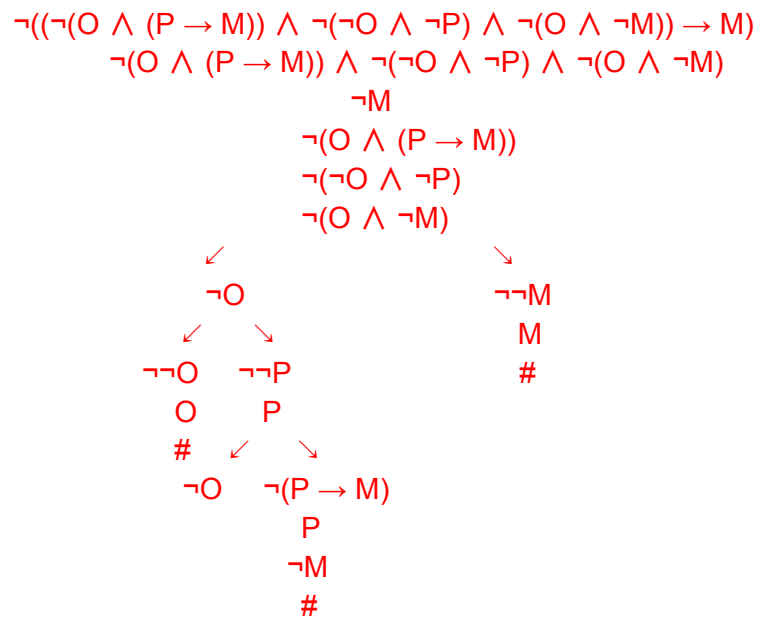 ¬((¬(O ∧ (P → M)) ∧ ¬(¬O ∧ ¬P) ∧ ¬(O ∧ ¬M)) → M)
¬(O ∧ (P → M)) ∧ ¬(¬O ∧ ¬P) ∧ ¬(O ∧ ¬M)
¬M
¬(O ∧ (P → M))
¬(¬O ∧ ¬P)
¬(O ∧ ¬M)
↙ ↘
¬O ¬¬M
↙ ↘ M
¬¬O ¬¬P #
O P
# ↙ ↘
¬O ¬(P → M)
P
¬M
#